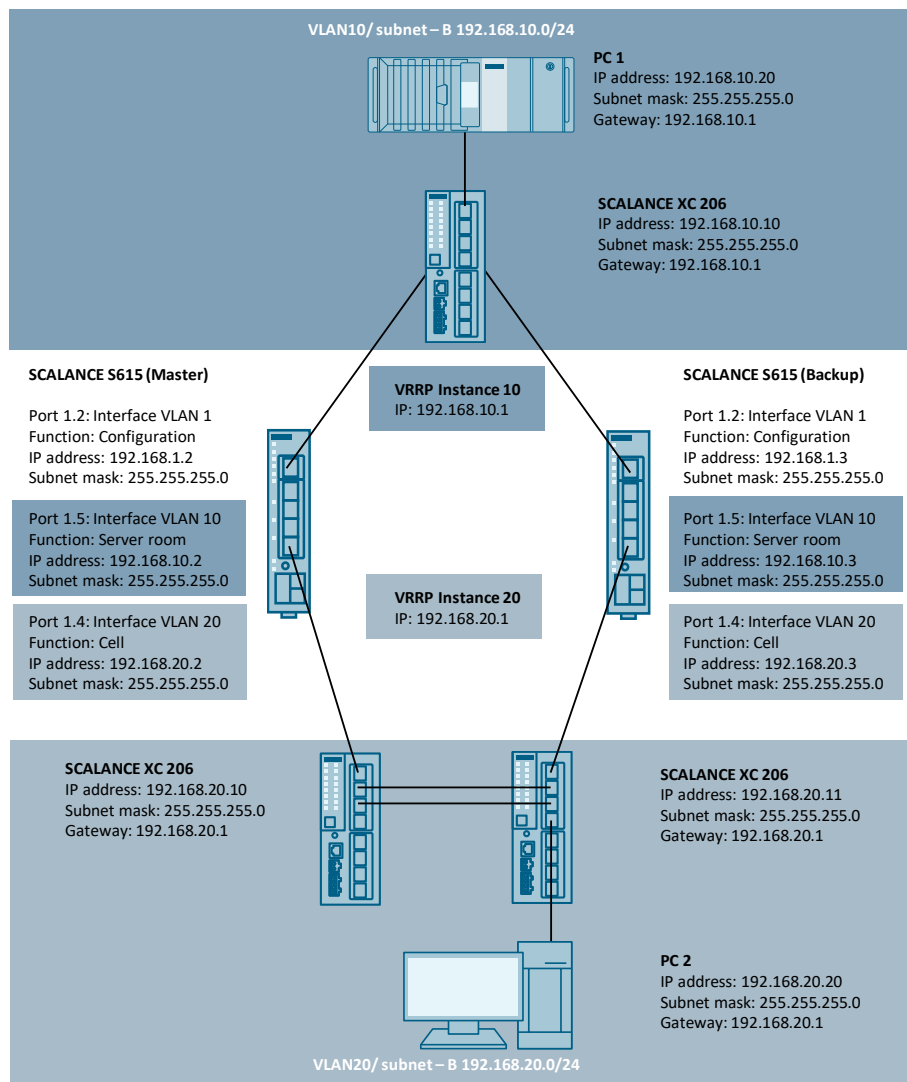 VLAN10/ subnet – B 192.168.10.0/24
PC 1
IP address: 192.168.10.20
Subnet mask: 255.255.255.0
Gateway: 192.168.10.1
SCALANCE XC 206
IP address: 192.168.10.10
Subnet mask: 255.255.255.0
Gateway: 192.168.10.1
SCALANCE S615 (Master)
Port 1.2: Interface VLAN 1
Function: Configuration
IP address: 192.168.1.2
Subnet mask: 255.255.255.0
Port 1.5: Interface VLAN 10
Function: Server room
IP address: 192.168.10.2
Subnet mask: 255.255.255.0
Port 1.4: Interface VLAN 20
Function: Cell
IP address: 192.168.20.2
Subnet mask: 255.255.255.0
VRRP Instance 10
IP: 192.168.10.1
VRRP Instance 20
IP: 192.168.20.1
SCALANCE S615 (Backup)
Port 1.2: Interface VLAN 1
Function: Configuration
IP address: 192.168.1.3
Subnet mask: 255.255.255.0
Port 1.5: Interface VLAN 10
Function: Server room
IP address: 192.168.10.3
Subnet mask: 255.255.255.0
Port 1.4: Interface VLAN 20
Function: Cell
IP address: 192.168.20.3
Subnet mask: 255.255.255.0
SCALANCE XC 206
IP address: 192.168.20.10
Subnet mask: 255.255.255.0
Gateway: 192.168.20.1
SCALANCE XC 206
IP address: 192.168.20.11
Subnet mask: 255.255.255.0
Gateway: 192.168.20.1
PC 2
IP address: 192.168.20.20
Subnet mask: 255.255.255.0
Gateway: 192.168.20.1
VLAN20/ subnet – B 192.168.20.0/24